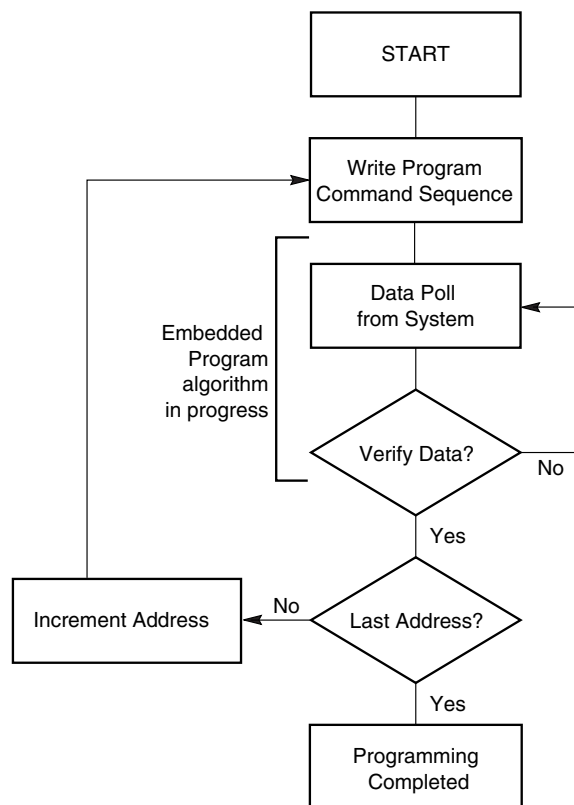 START
Write Program
Command Sequence
Data Poll
from System
Embedded
Program
algorithm
in progress
Verify Data?
No
Yes
Increment Address
No
Last Address?
Yes
Programming
Completed